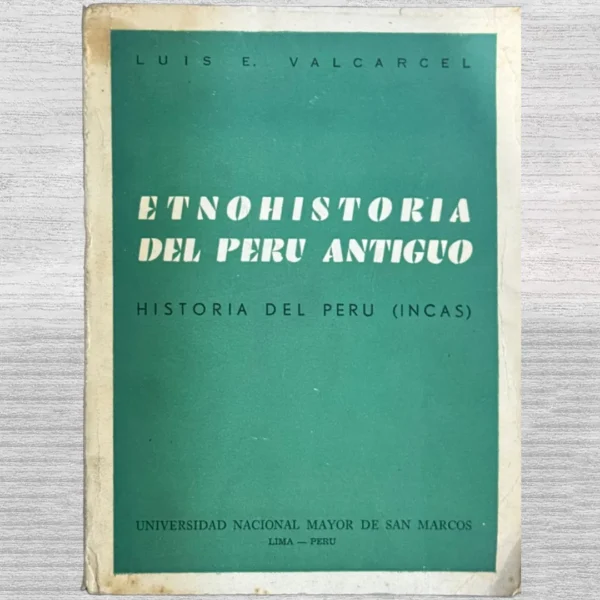 LUIS E. VALCARCEL
ETNOHISTORIA
DEL PERU ANTIGUO
HISTORIA DEL PERU (INCAS)
UNIVERSIDAD NACIONAL MAYOR DE SAN MARCOS
LIMA — PERU